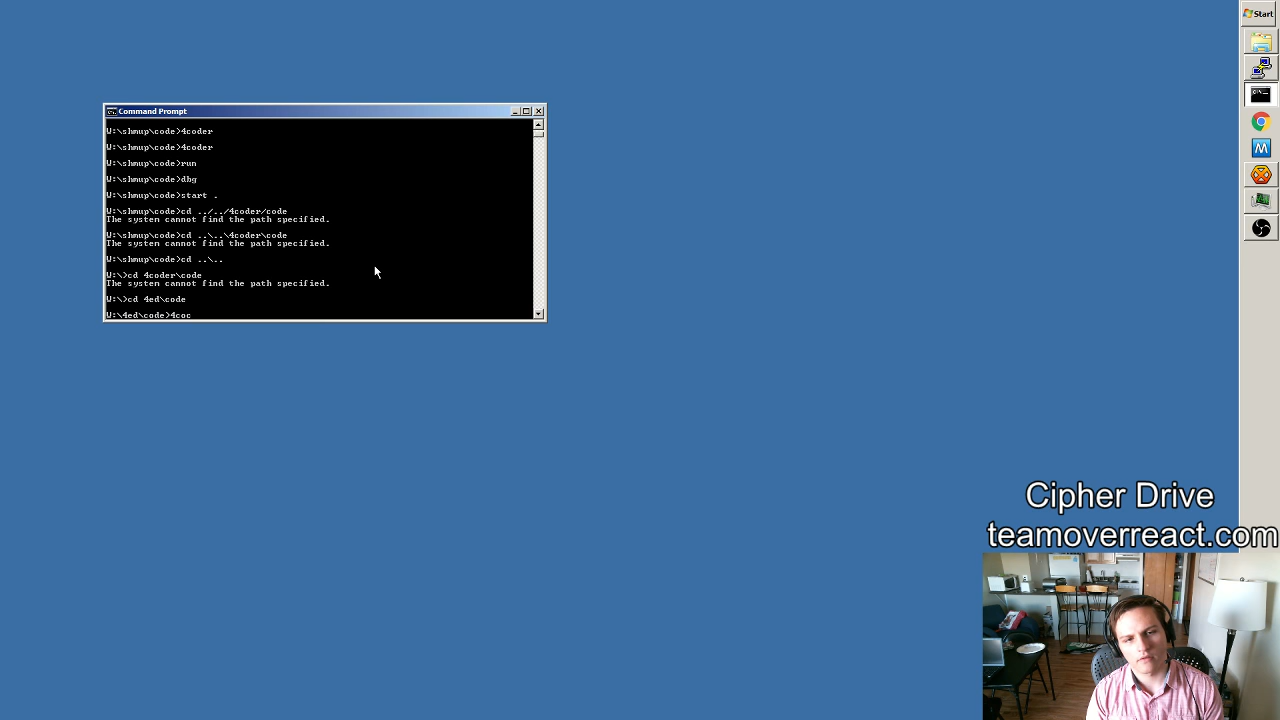 Start
Command Prompt
W:\shmup\code>4coder
W:\shmup\code>4coder
W:\shmup\code>run
W:\shmup\code>dbg
W:\shmup\code>start .
W:\shmup\code>cd ../../4coder/code
The system cannot find the path specified.
W:\shmup\code>cd ..\..\4coder\code
The system cannot find the path specified.
W:\shmup\code>cd ..\..
W:\>cd 4coder\code
The system cannot find the path specified.
W:\>cd 4ed\code
W:\4ed\code>4coc
M
Cipher Drive
teamoverreact.com